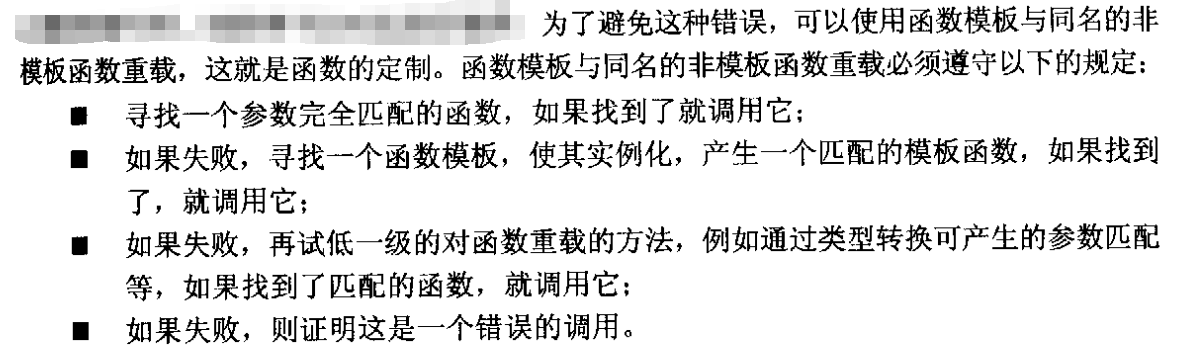 为了避免这种错误，可以使用函数模板与同名的非
模板函数重载，这就是函数的定制。函数模板与同名的非模板函数重载必须遵守以下的规定：
■ 寻找一个参数完全匹配的函数，如果找到了就调用它；
■ 如果失败，寻找一个函数模板，使其实例化，产生一个匹配的模板函数，如果找到
了，就调用它；
■ 如果失败，再试低一级的对函数重载的方法，例如通过类型转换可产生的参数匹配
等，如果找到了匹配的函数，就调用它；
■ 如果失败，则证明这是一个错误的调用。